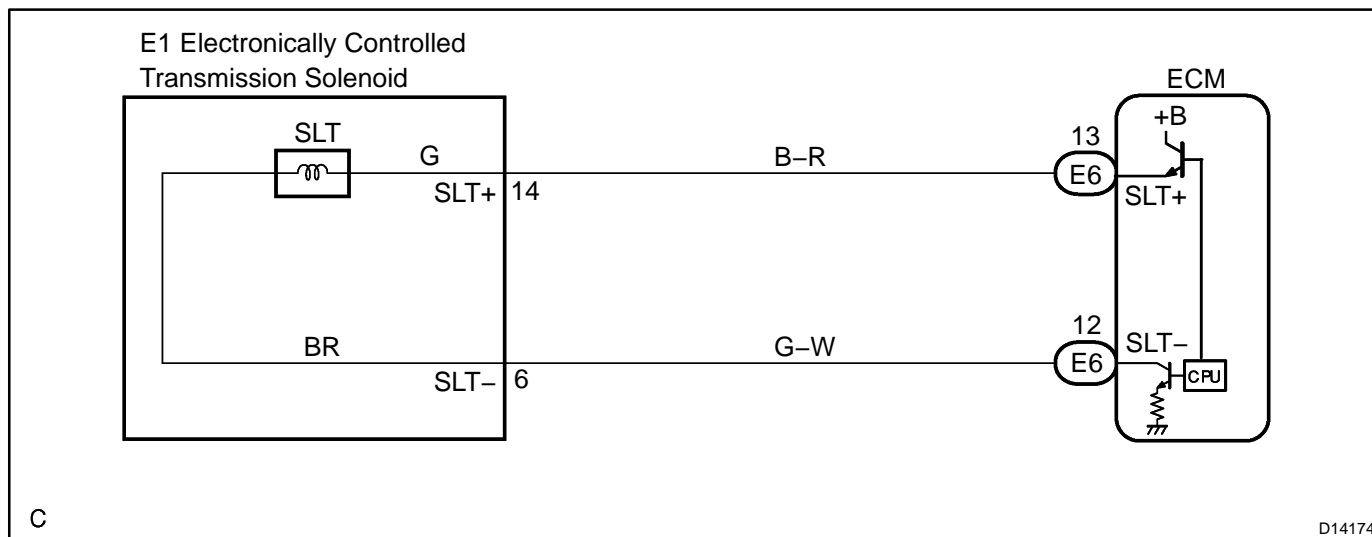 E1 Electronically Controlled
Transmission Solenoid
ECM
SLT
+B
G
B−R
13
E6
SLT+
14
SLT+
BR
G−W
12
SLT−
E6
SLT−
6
CPU
C
D14174